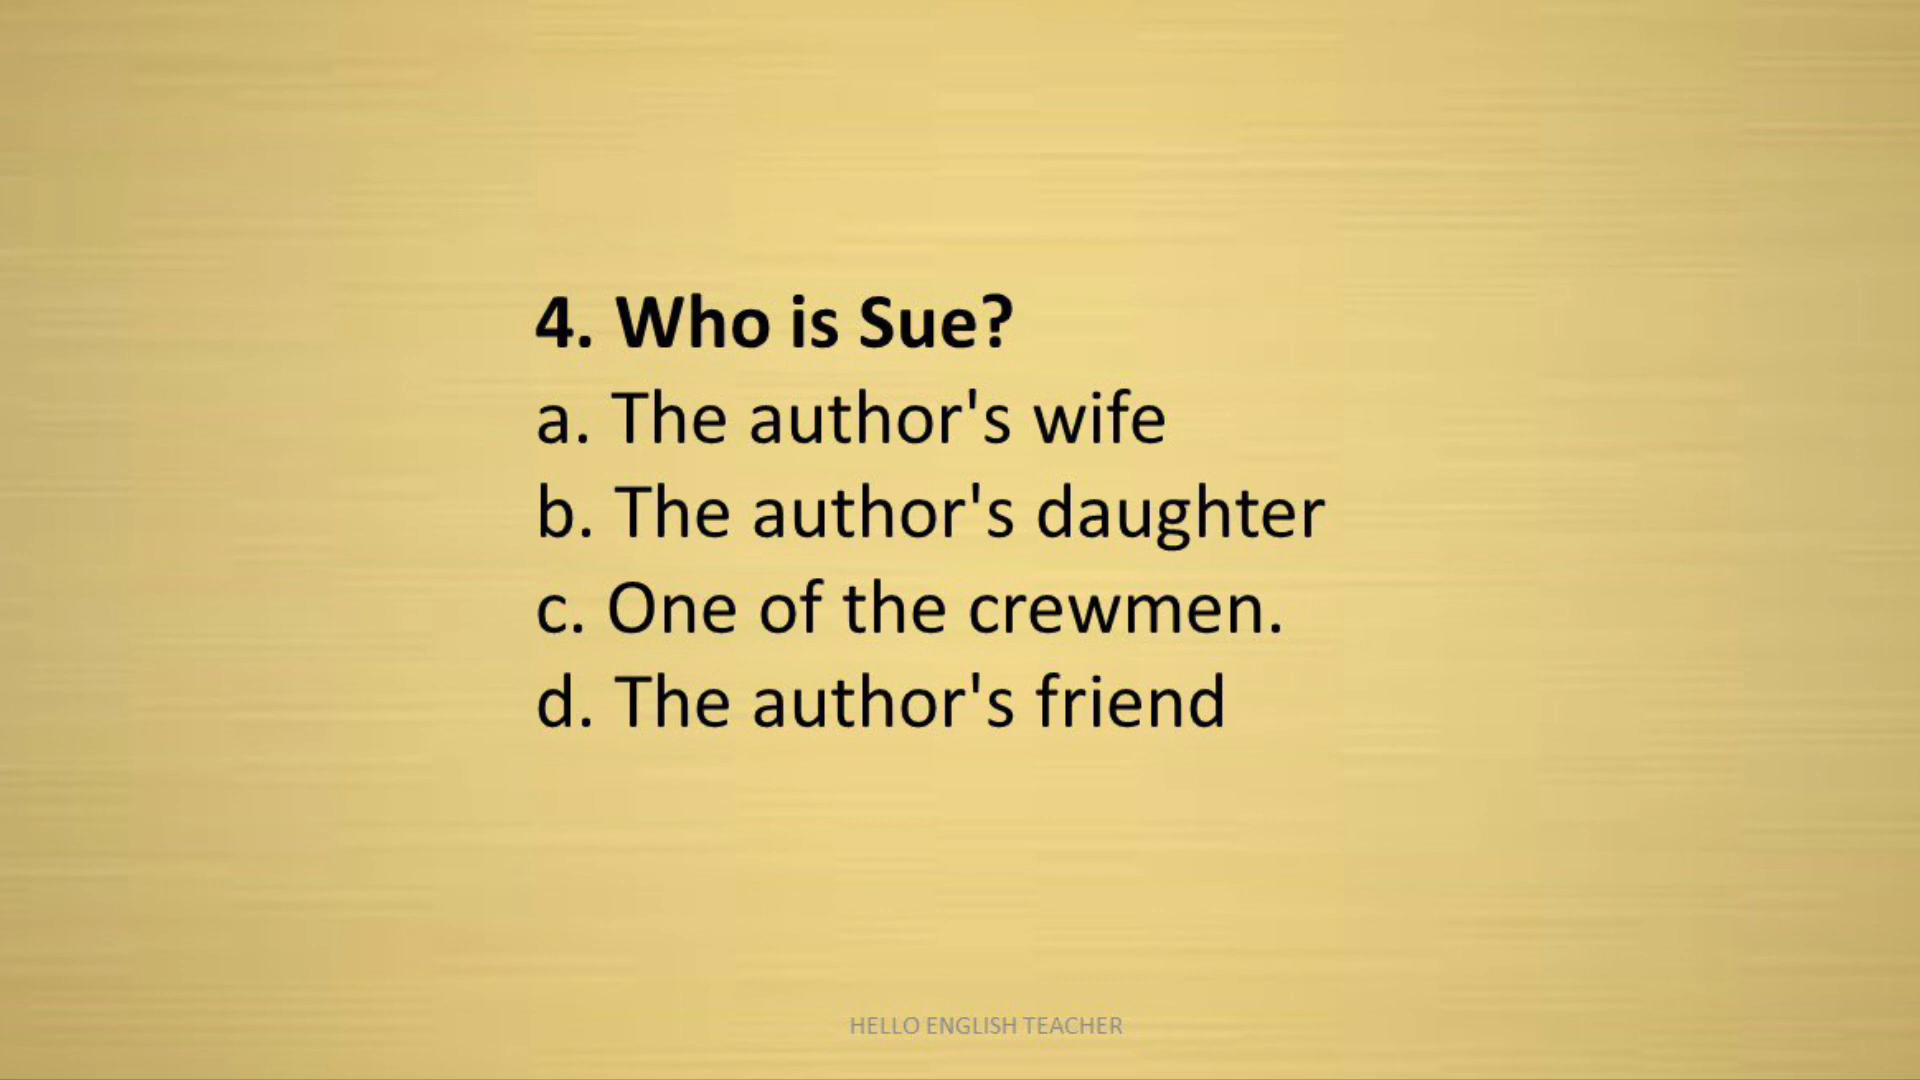 4. Who is Sue?
a. The author's wife
b. The author's daughter
c. One of the crewmen.
d. The author's friend
HELLO ENGLISH TEACHER